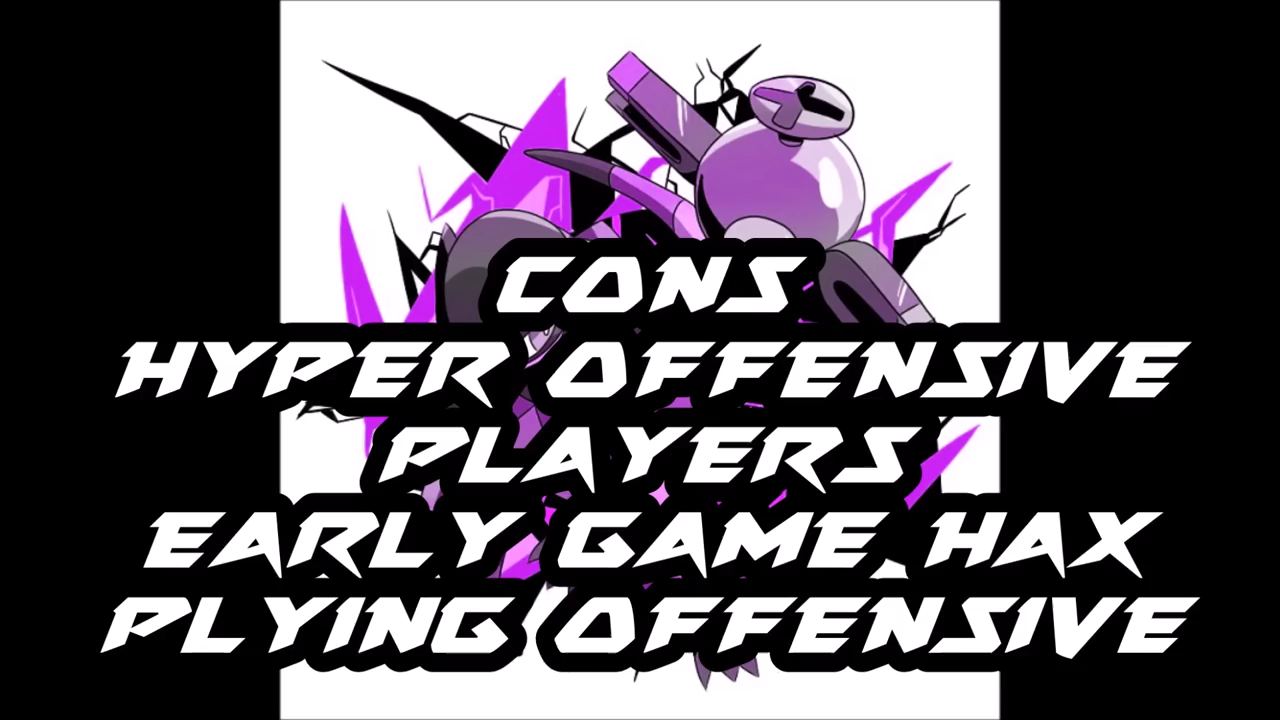 CONS
HYPER OFFENSIVE
PLAYERS
EARLY GAME HAX
PLYING OFFENSIVE